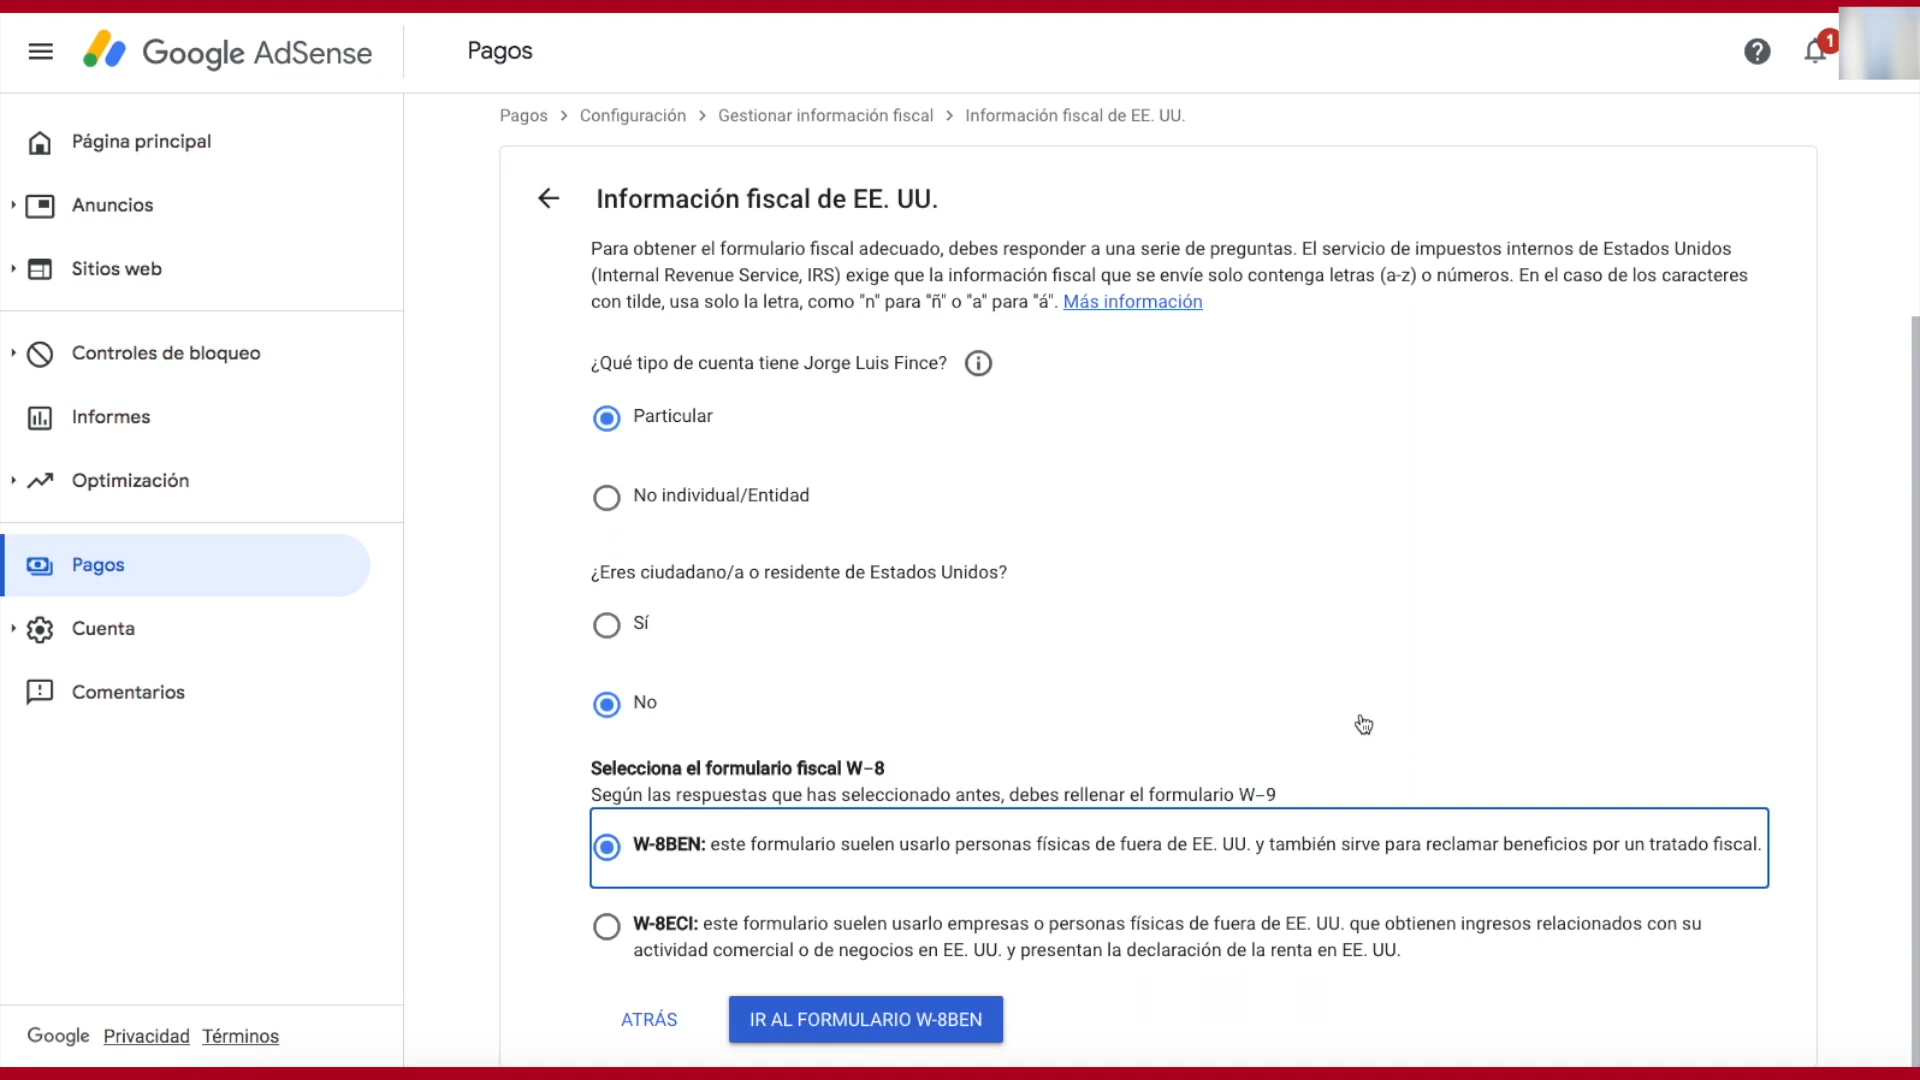 Google AdSense
Pagos
1
Página principal
Anuncios
Sitios web
Controles de bloqueo
Informes
Optimización
Pagos
Cuenta
Comentarios
Google Privacidad Términos
Pagos > Configuración > Gestionar información fiscal > Información fiscal de EE. UU.
Información fiscal de EE. UU.
Para obtener el formulario fiscal adecuado, debes responder a una serie de preguntas. El servicio de impuestos internos de Estados Unidos
(Internal Revenue Service, IRS) exige que la información fiscal que se envíe solo contenga letras (a-z) o números. En el caso de los caracteres
con tilde, usa solo la letra, como "n" para "ñ" o "a" para "á". Más información
¿Qué tipo de cuenta tiene Jorge Luis Fince?
Particular
No individual/Entidad
¿Eres ciudadano/a o residente de Estados Unidos?
Sí
No
Selecciona el formulario fiscal W–8
Según las respuestas que has seleccionado antes, debes rellenar el formulario W–9
W-8BEN: este formulario suelen usarlo personas físicas de fuera de EE. UU. y también sirve para reclamar beneficios por un tratado fiscal.
W-8ECI: este formulario suelen usarlo empresas o personas físicas de fuera de EE. UU. que obtienen ingresos relacionados con su
actividad comercial o de negocios en EE. UU. y presentan la declaración de la renta en EE. UU.
ATRÁS
IR AL FORMULARIO W-8BEN